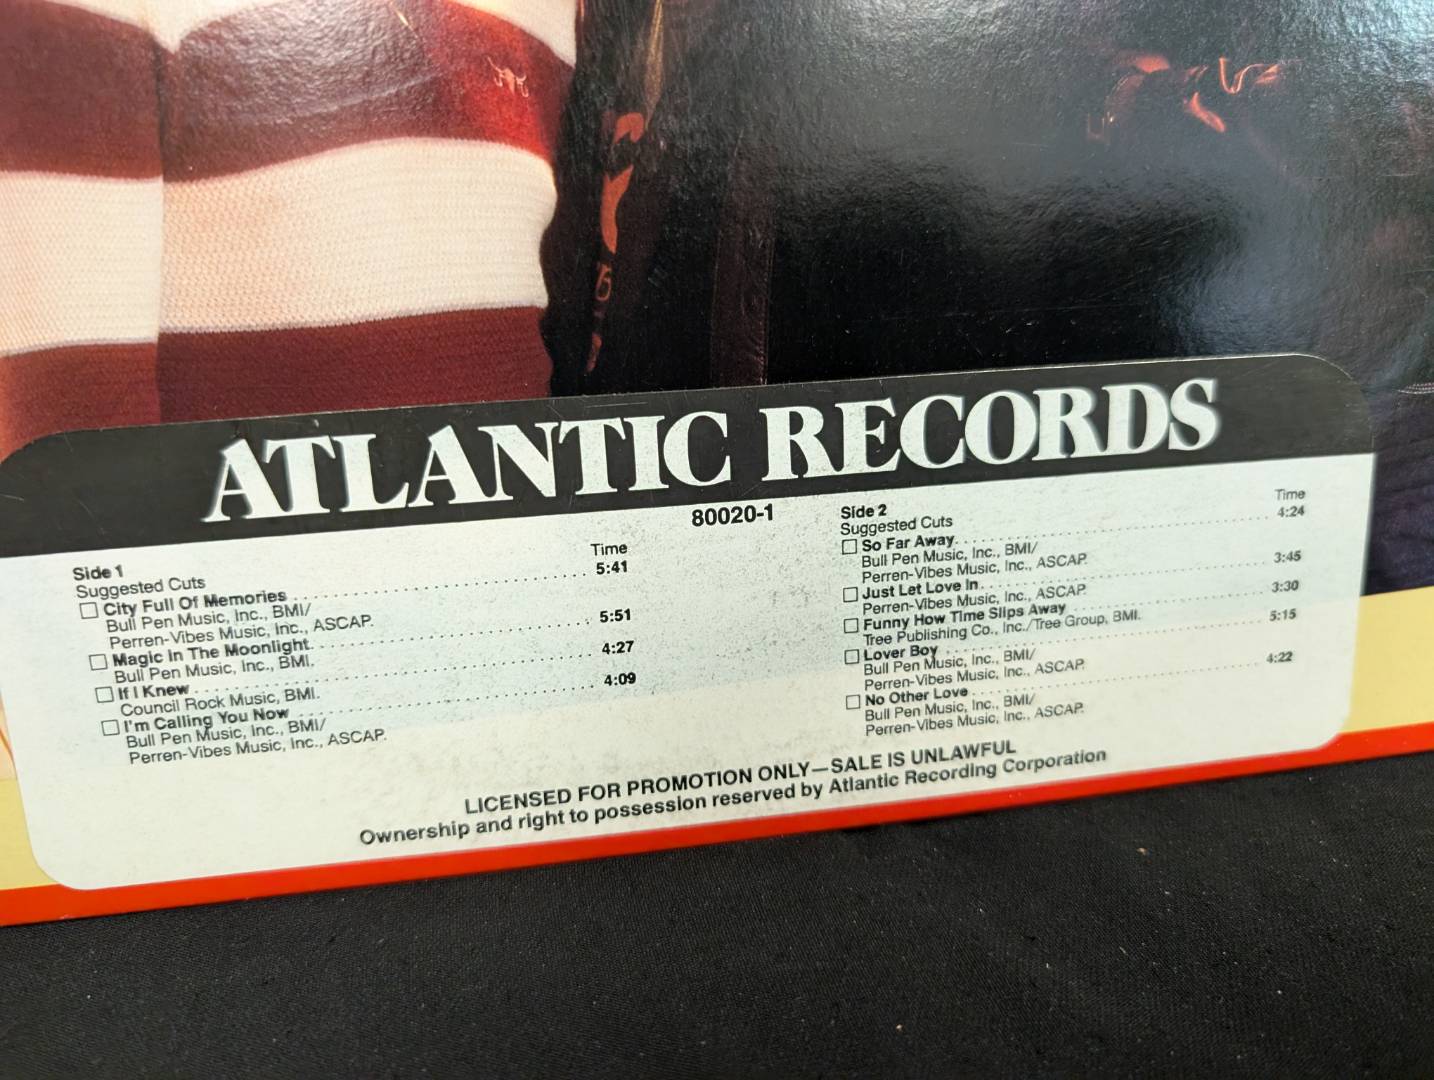 ATLANTIC RECORDS
80020-1
Side 1
Time
Suggested Cuts
City Full Of Memories 5:41
Bull Pen Music, Inc., BMI/
Perren-Vibes Music, Inc., ASCAP.
Magic In The Moonlight 5:51
Bull Pen Music, Inc., BMI.
If I Knew 4:27
Council Rock Music, BMI.
I'm Calling You Now 4:09
Bull Pen Music, Inc., BMI/
Perren-Vibes Music, Inc., ASCAP.
Side 2
Time
Suggested Cuts
So Far Away 4:24
Bull Pen Music, Inc., BMI/
Perren-Vibes Music, Inc., ASCAP.
Just Let Love In 3:45
Perren-Vibes Music, Inc., ASCAP.
Funny How Time Slips Away 3:30
Tree Publishing Co., Inc./Tree Group, BMI.
Lover Boy 5:15
Bull Pen Music, Inc., BMI/
Perren-Vibes Music, Inc., ASCAP.
No Other Love 4:22
Bull Pen Music, Inc., BMI/
Perren-Vibes Music, Inc., ASCAP.
LICENSED FOR PROMOTION ONLY—SALE IS UNLAWFUL
Ownership and right to possession reserved by Atlantic Recording Corporation